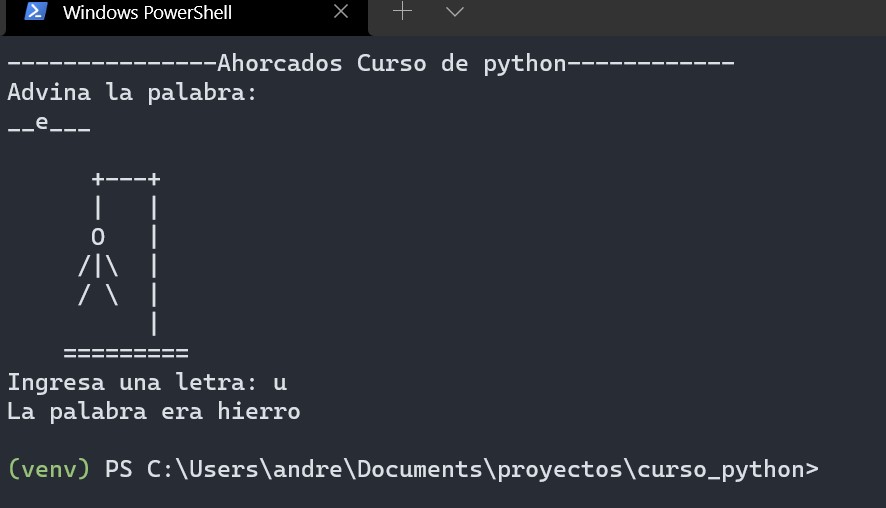 Windows PowerShell
---------------Ahorcados Curso de python------------
Advina la palabra:
__e___
      +---+
      |   |
      O   |
     /|\  |
     / \  |
          |
    =========
Ingresa una letra: u
La palabra era hierro
(venv) PS C:\Users\andre\Documents\proyectos\curso_python>